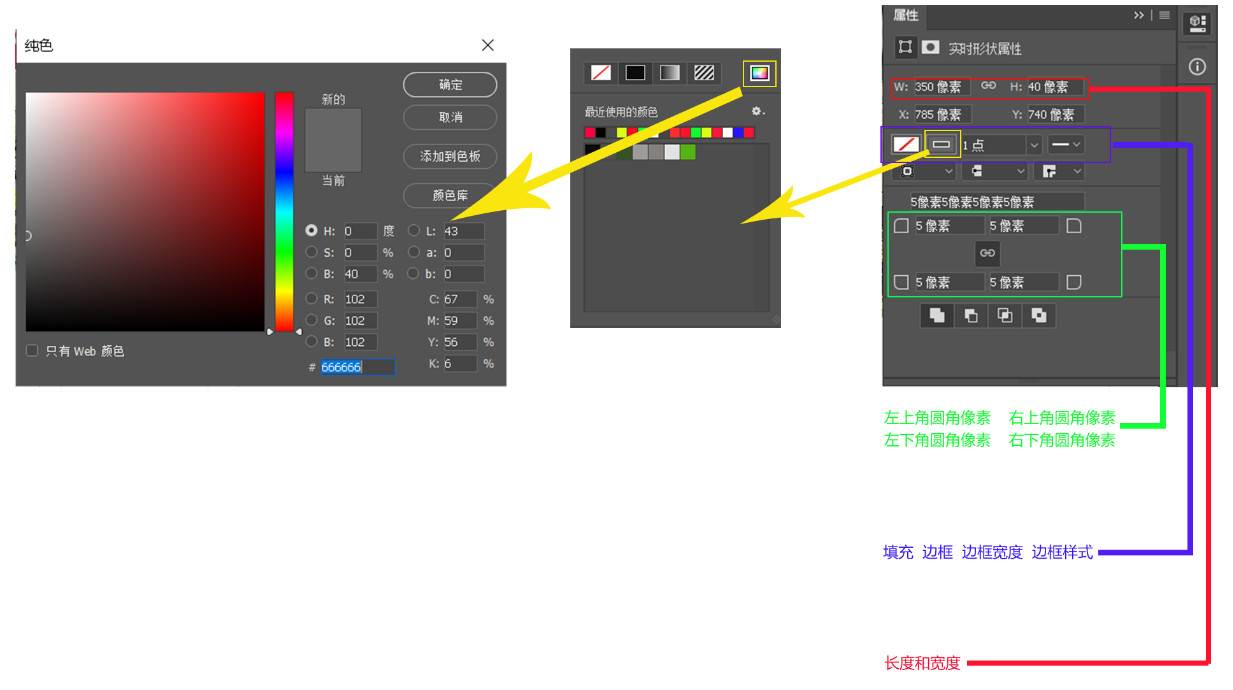 纯色
确定
取消
添加到色板
颜色库
新的
当前
H: 0 度
S: 0 %
B: 40 %
R: 102
G: 102
B: 102
L: 43
a: 0
b: 0
C: 67 %
M: 59 %
Y: 56 %
K: 6 %
只有 Web 颜色
# 666666
最近使用的颜色
属性
实时形状属性
W: 350 像素 H: 40 像素
X: 785 像素 Y: 740 像素
1 点
5像素5像素5像素5像素
5 像素 5 像素
5 像素 5 像素
左上角圆角像素 右上角圆角像素
左下角圆角像素 右下角圆角像素
填充 边框 边框宽度 边框样式
长度和宽度